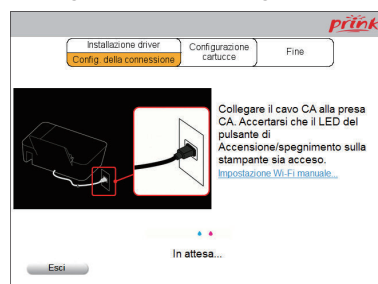 prink
Installazione driver
Config. della connessione
Configurazione
cartucce
Fine
Collegare il cavo CA alla presa
CA. Accertarsi che il LED del
pulsante di
Accensione/spegnimento sulla
stampante sia acceso.
Impostazione Wi-Fi manuale...
In attesa...
Esci